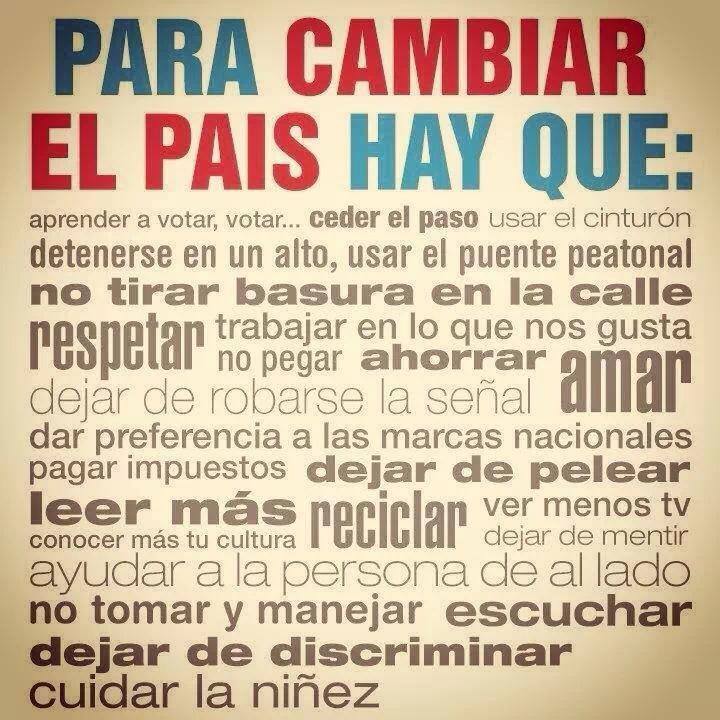 PARA CAMBIAR
EL PAIS HAY QUE:
aprender a votar, votar... ceder el paso usar el cinturón
detenerse en un alto, usar el puente peatonal
no tirar basura en la calle
respetar trabajar en lo que nos gusta
no pegar ahorrar amar
dejar de robarse la señal
dar preferencia a las marcas nacionales
pagar impuestos dejar de pelear
leer más reciclar ver menos tv
conocer más tu cultura dejar de mentir
ayudar a la persona de al lado
no tomar y manejar escuchar
dejar de discriminar
cuidar la niñez